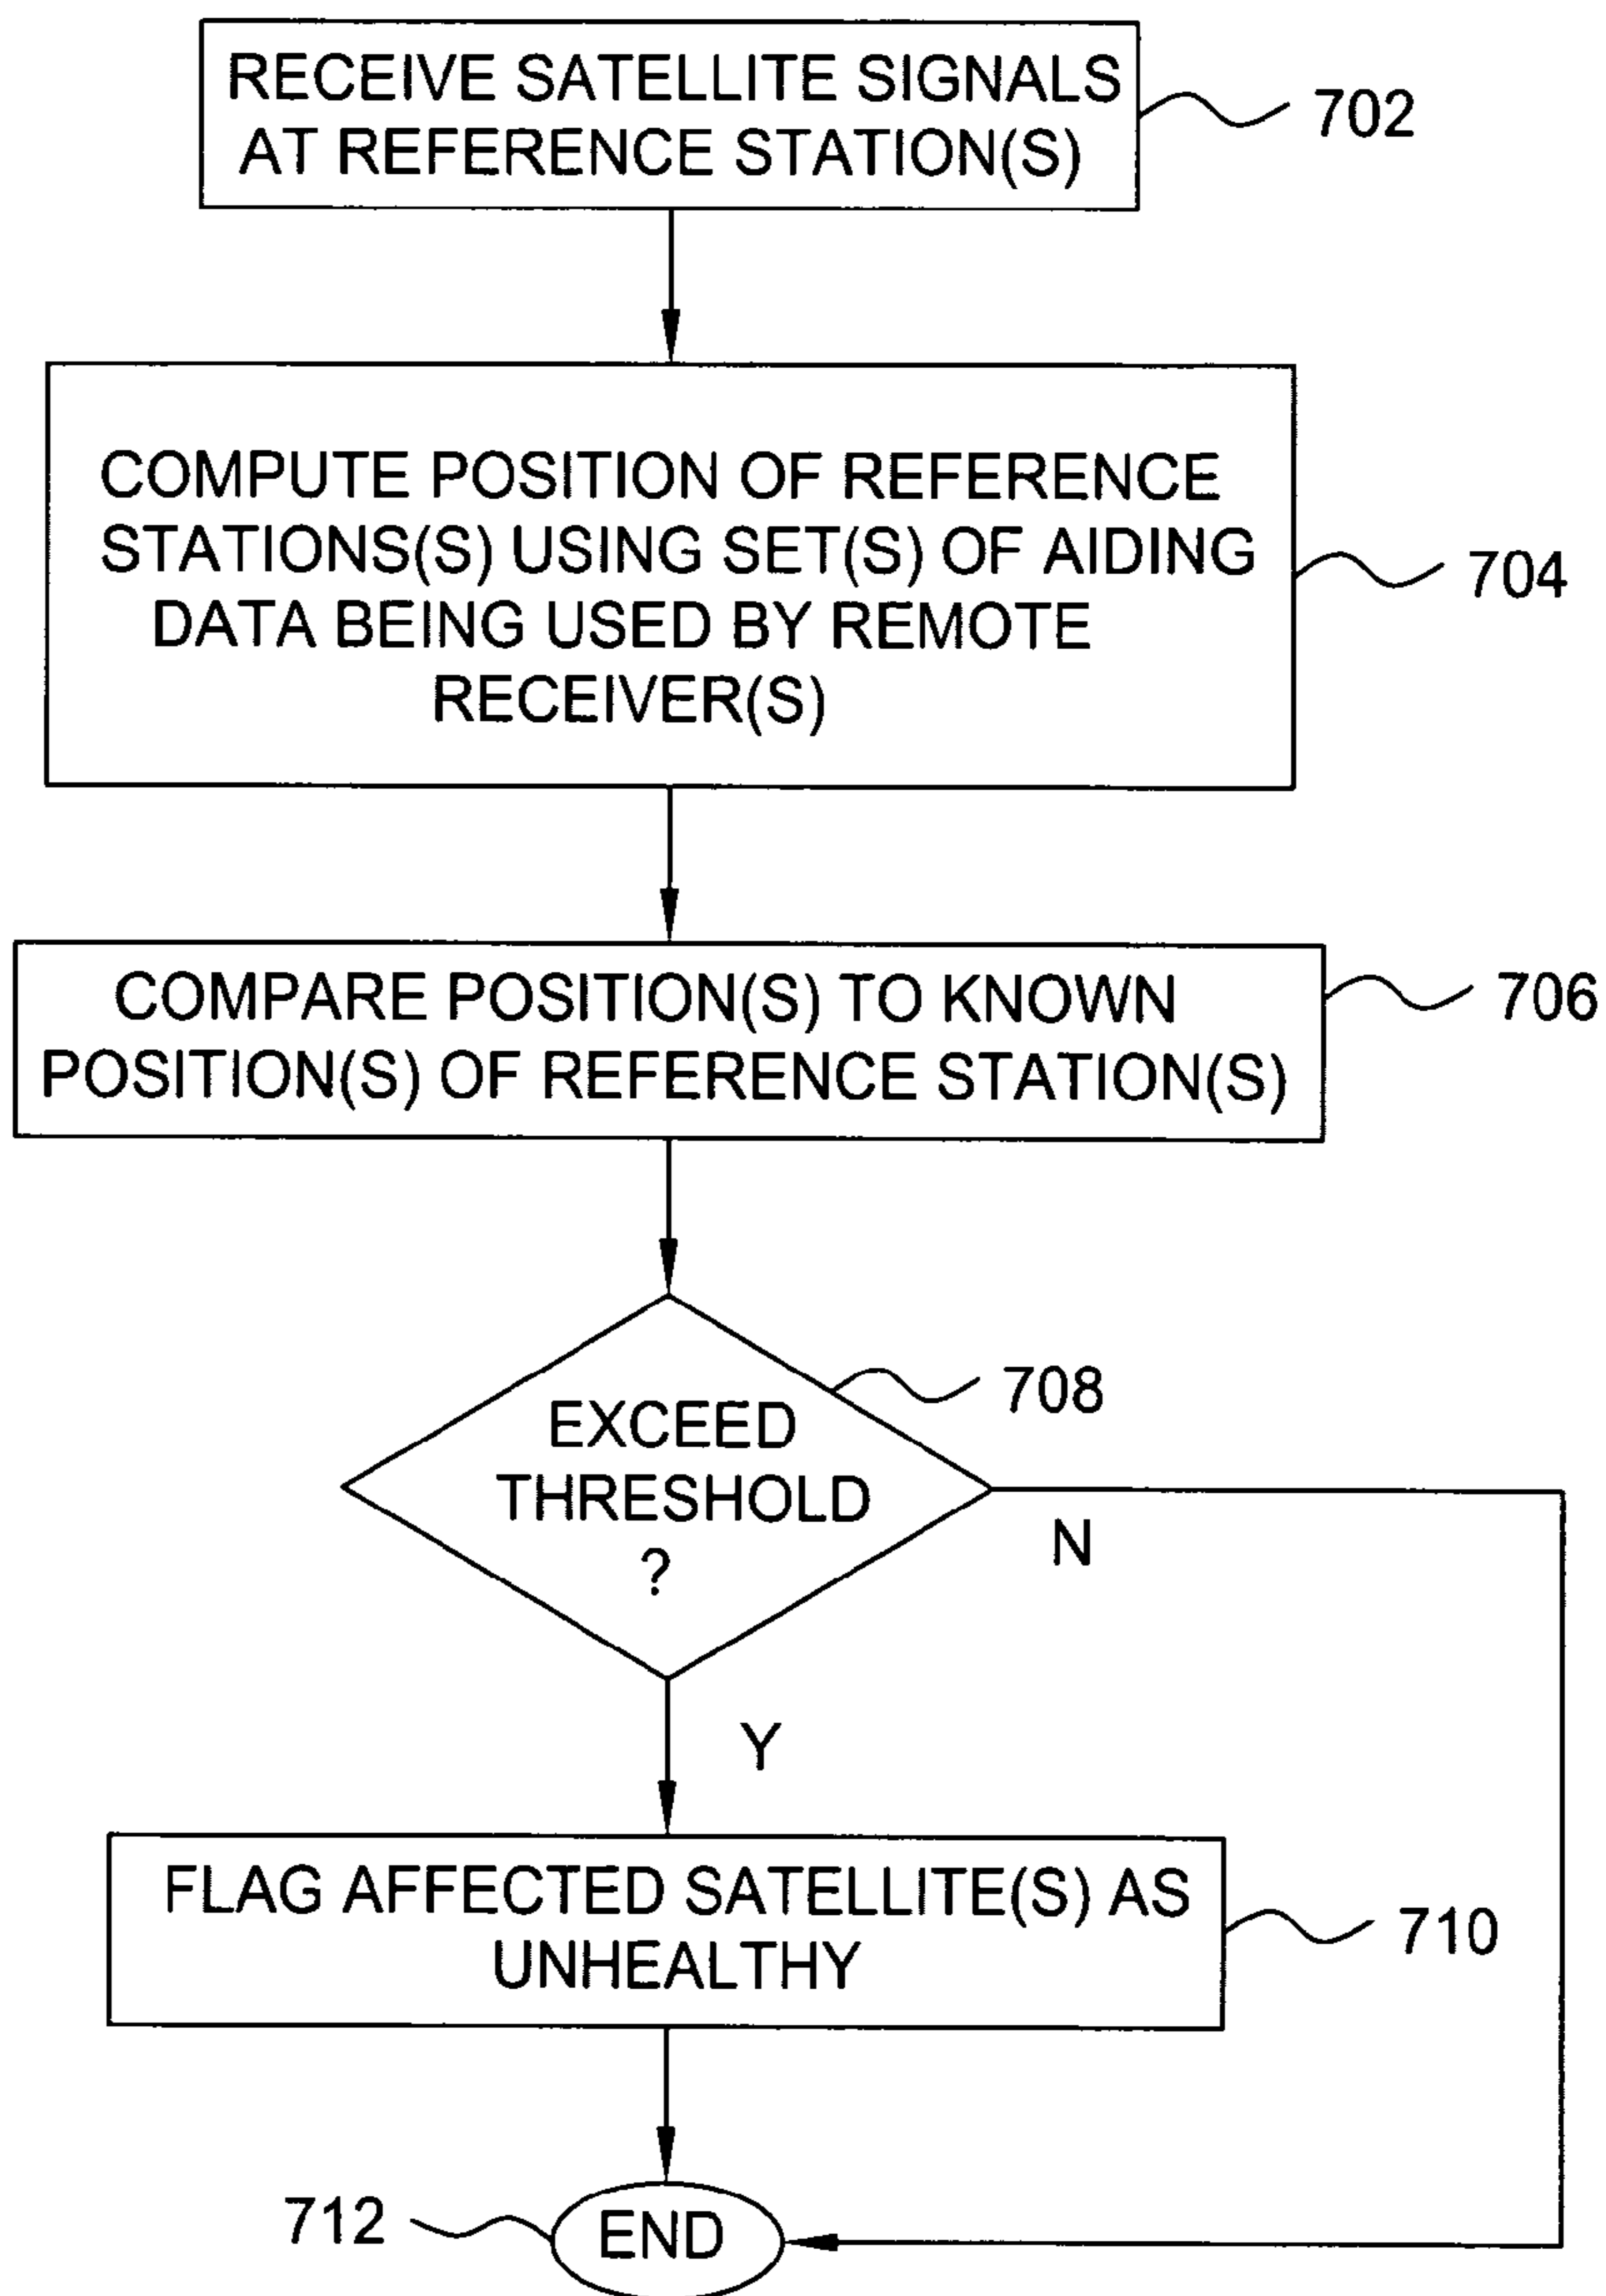 RECEIVE SATELLITE SIGNALS
AT REFERENCE STATION(S)
702
COMPUTE POSITION OF REFERENCE
STATIONS(S) USING SET(S) OF AIDING
DATA BEING USED BY REMOTE
RECEIVER(S)
704
COMPARE POSITION(S) TO KNOWN
POSITION(S) OF REFERENCE STATION(S)
706
EXCEED
THRESHOLD
?
708
N
Y
FLAG AFFECTED SATELLITE(S) AS
UNHEALTHY
710
712
END